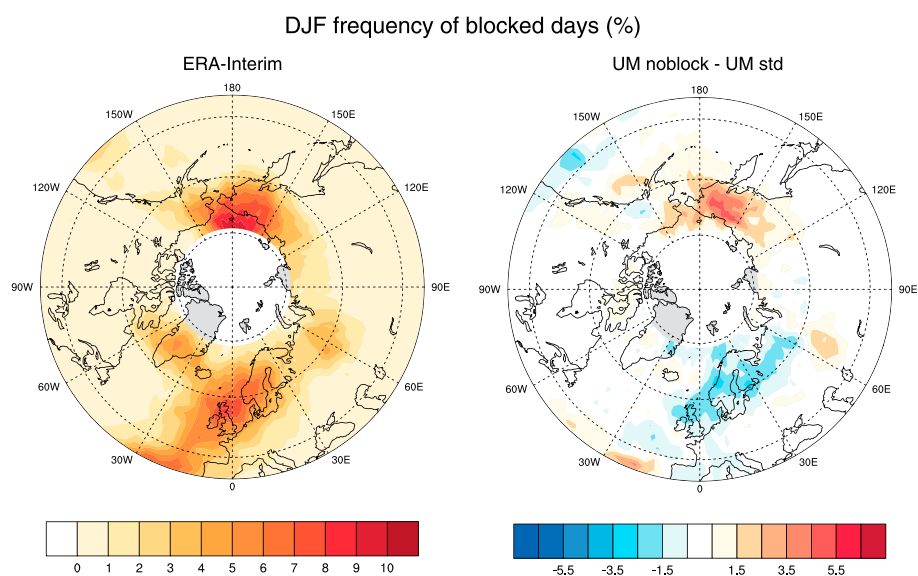 DJF frequency of blocked days (%)
ERA-Interim
UM noblock - UM std
180
150W
150E
120W
120E
90W
90E
60W
60E
30W
30E
0
180
150W
150E
120W
120E
90W
90E
60W
60E
30W
30E
0
0 1 2 3 4 5 6 7 8 9 10
-5.5 -3.5 -1.5 1.5 3.5 5.5